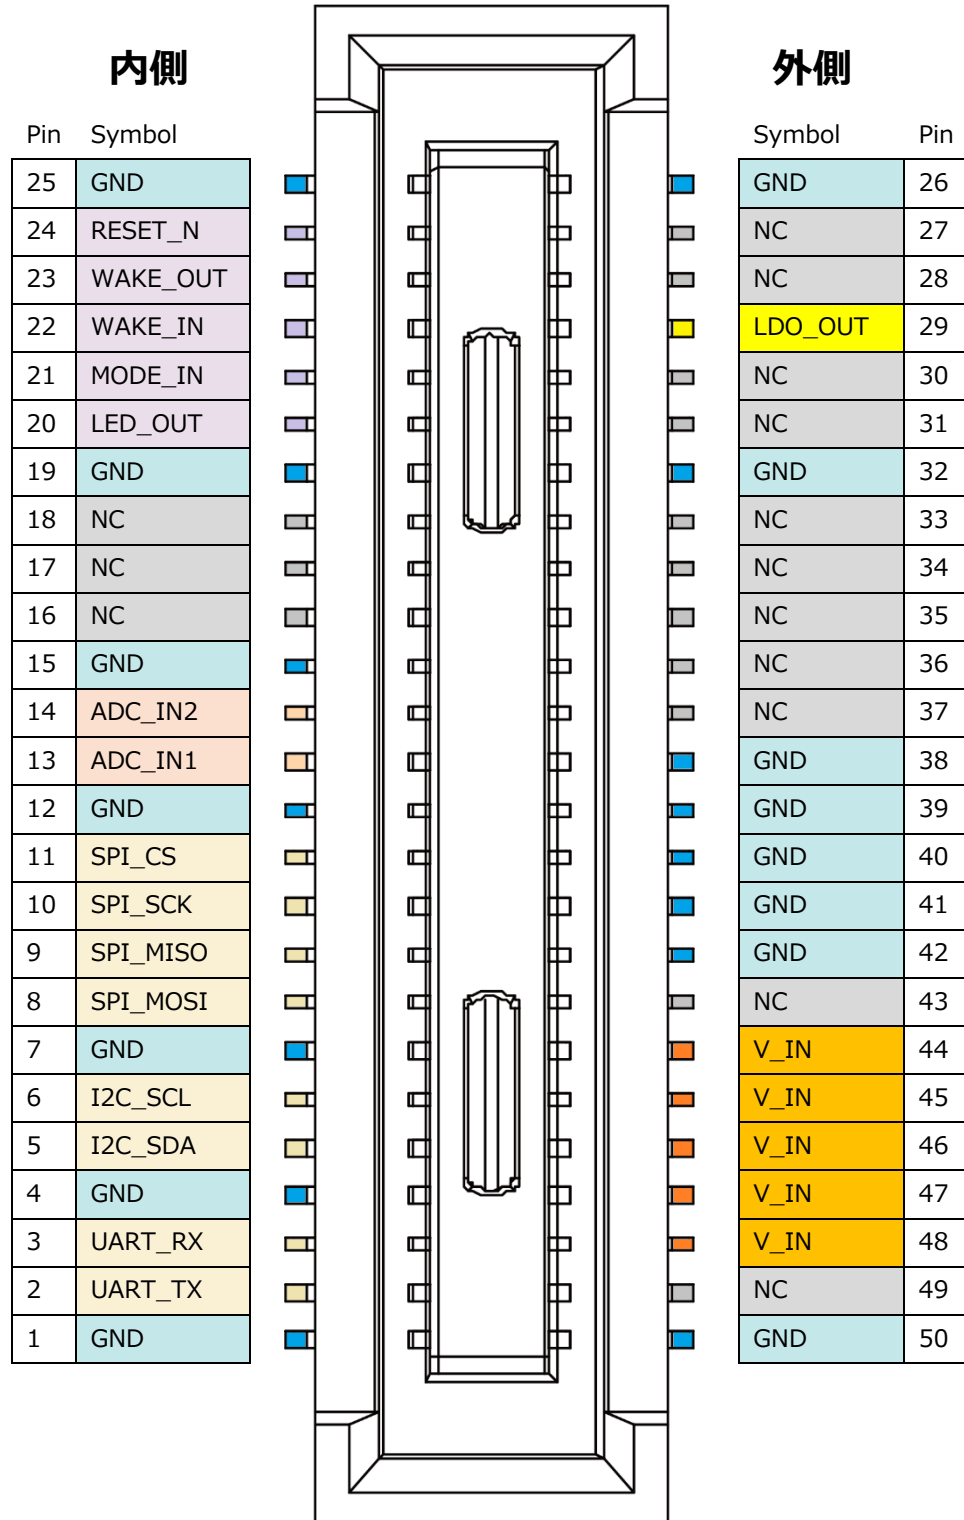 内側 外側
Pin Symbol Symbol Pin
25 GND GND 26
24 RESET_N NC 27
23 WAKE_OUT NC 28
22 WAKE_IN LDO_OUT 29
21 MODE_IN NC 30
20 LED_OUT NC 31
19 GND GND 32
18 NC NC 33
17 NC NC 34
16 NC NC 35
15 GND NC 36
14 ADC_IN2 NC 37
13 ADC_IN1 GND 38
12 GND GND 39
11 SPI_CS GND 40
10 SPI_SCK GND 41
9 SPI_MISO GND 42
8 SPI_MOSI NC 43
7 GND V_IN 44
6 I2C_SCL V_IN 45
5 I2C_SDA V_IN 46
4 GND V_IN 47
3 UART_RX V_IN 48
2 UART_TX NC 49
1 GND GND 50